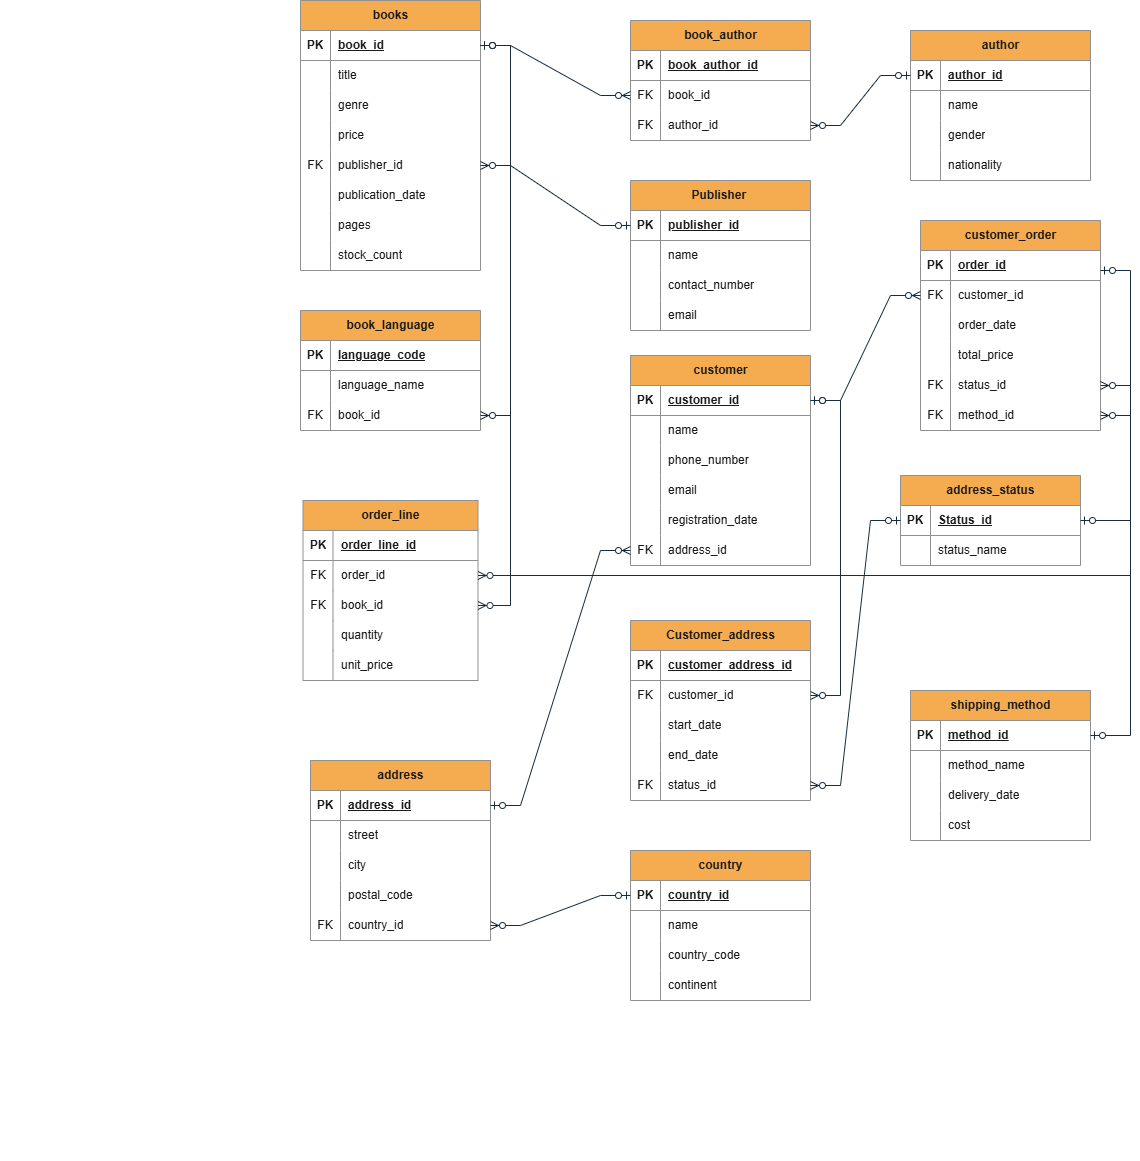 books
PK book_id
title
genre
price
FK publisher_id
publication_date
pages
stock_count
book_author
PK book_author_id
FK book_id
FK author_id
author
PK author_id
name
gender
nationality
Publisher
PK publisher_id
name
contact_number
email
customer_order
PK order_id
FK customer_id
order_date
total_price
FK status_id
FK method_id
book_language
PK language_code
language_name
FK book_id
customer
PK customer_id
name
phone_number
email
registration_date
FK address_id
address_status
PK Status_id
status_name
order_line
PK order_line_id
FK order_id
FK book_id
quantity
unit_price
Customer_address
PK customer_address_id
FK customer_id
start_date
end_date
FK status_id
shipping_method
PK method_id
method_name
delivery_date
cost
address
PK address_id
street
city
postal_code
FK country_id
country
PK country_id
name
country_code
continent